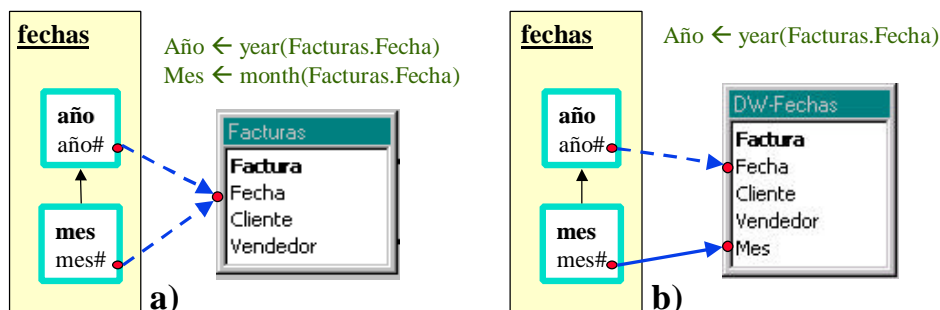 fechas
Año ← year(Facturas.Fecha)
Mes ← month(Facturas.Fecha)
año
año#
mes
mes#
Facturas
Factura
Fecha
Cliente
Vendedor
a)
fechas
Año ← year(Facturas.Fecha)
año
año#
mes
mes#
DW-Fechas
Factura
Fecha
Cliente
Vendedor
Mes
b)